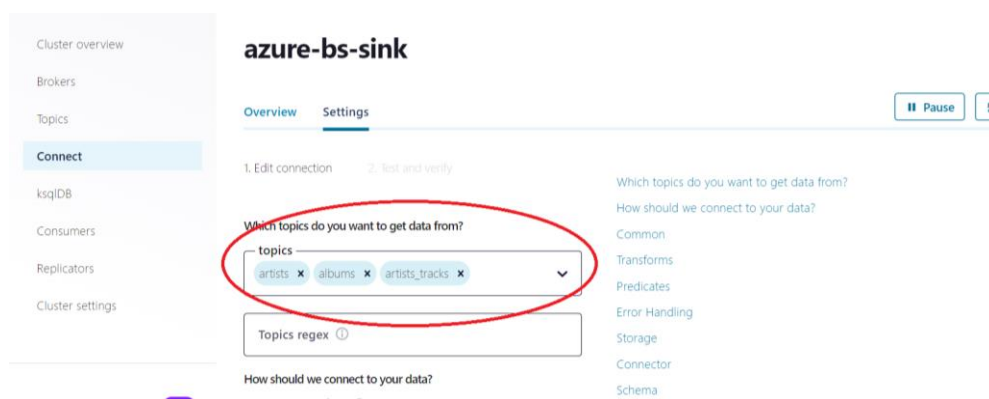 Cluster overview
Brokers
Topics
Connect
ksqlDB
Consumers
Replicators
Cluster settings
azure-bs-sink
Overview Settings
Pause
1. Edit connection 2. Test and verify
Which topics do you want to get data from?
topics
artists × albums × artists_tracks ×
Topics regex
How should we connect to your data?
Which topics do you want to get data from?
How should we connect to your data?
Common
Transforms
Predicates
Error Handling
Storage
Connector
Schema